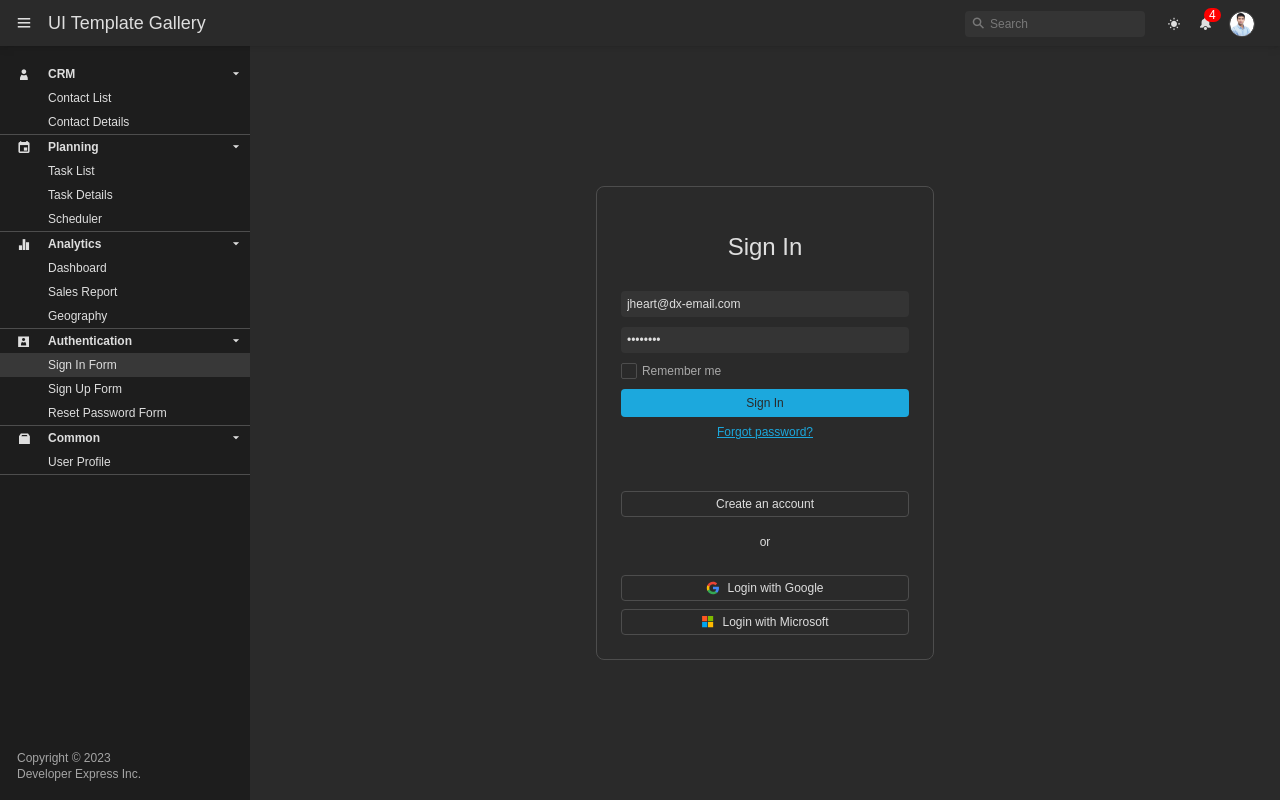 UI Template Gallery
Search
4
CRM
Contact List
Contact Details
Planning
Task List
Task Details
Scheduler
Analytics
Dashboard
Sales Report
Geography
Authentication
Sign In Form
Sign Up Form
Reset Password Form
Common
User Profile
Copyright © 2023
Developer Express Inc.
Sign In
jheart@dx-email.com
••••••••
Remember me
Sign In
Forgot password?
Create an account
or
Login with Google
Login with Microsoft